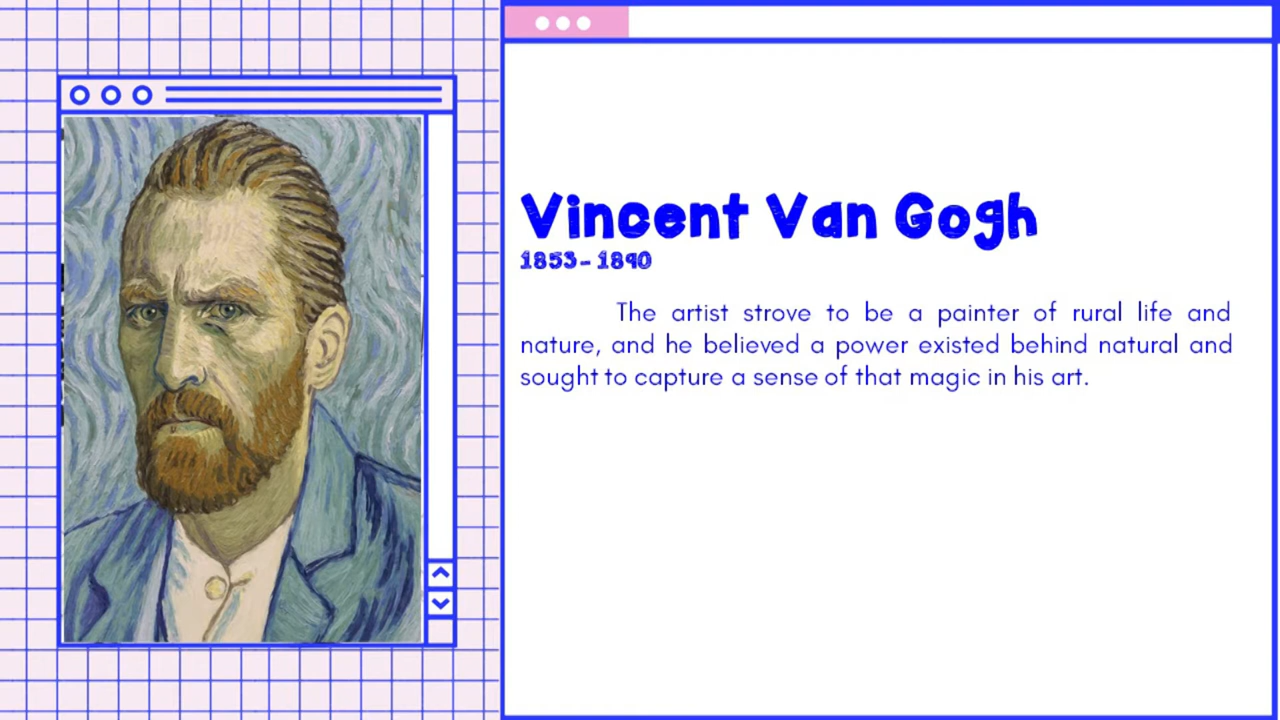 Vincent Van Gogh
1853-1890
The artist strove to be a painter of rural life and
nature, and he believed a power existed behind natural and
sought to capture a sense of that magic in his art.